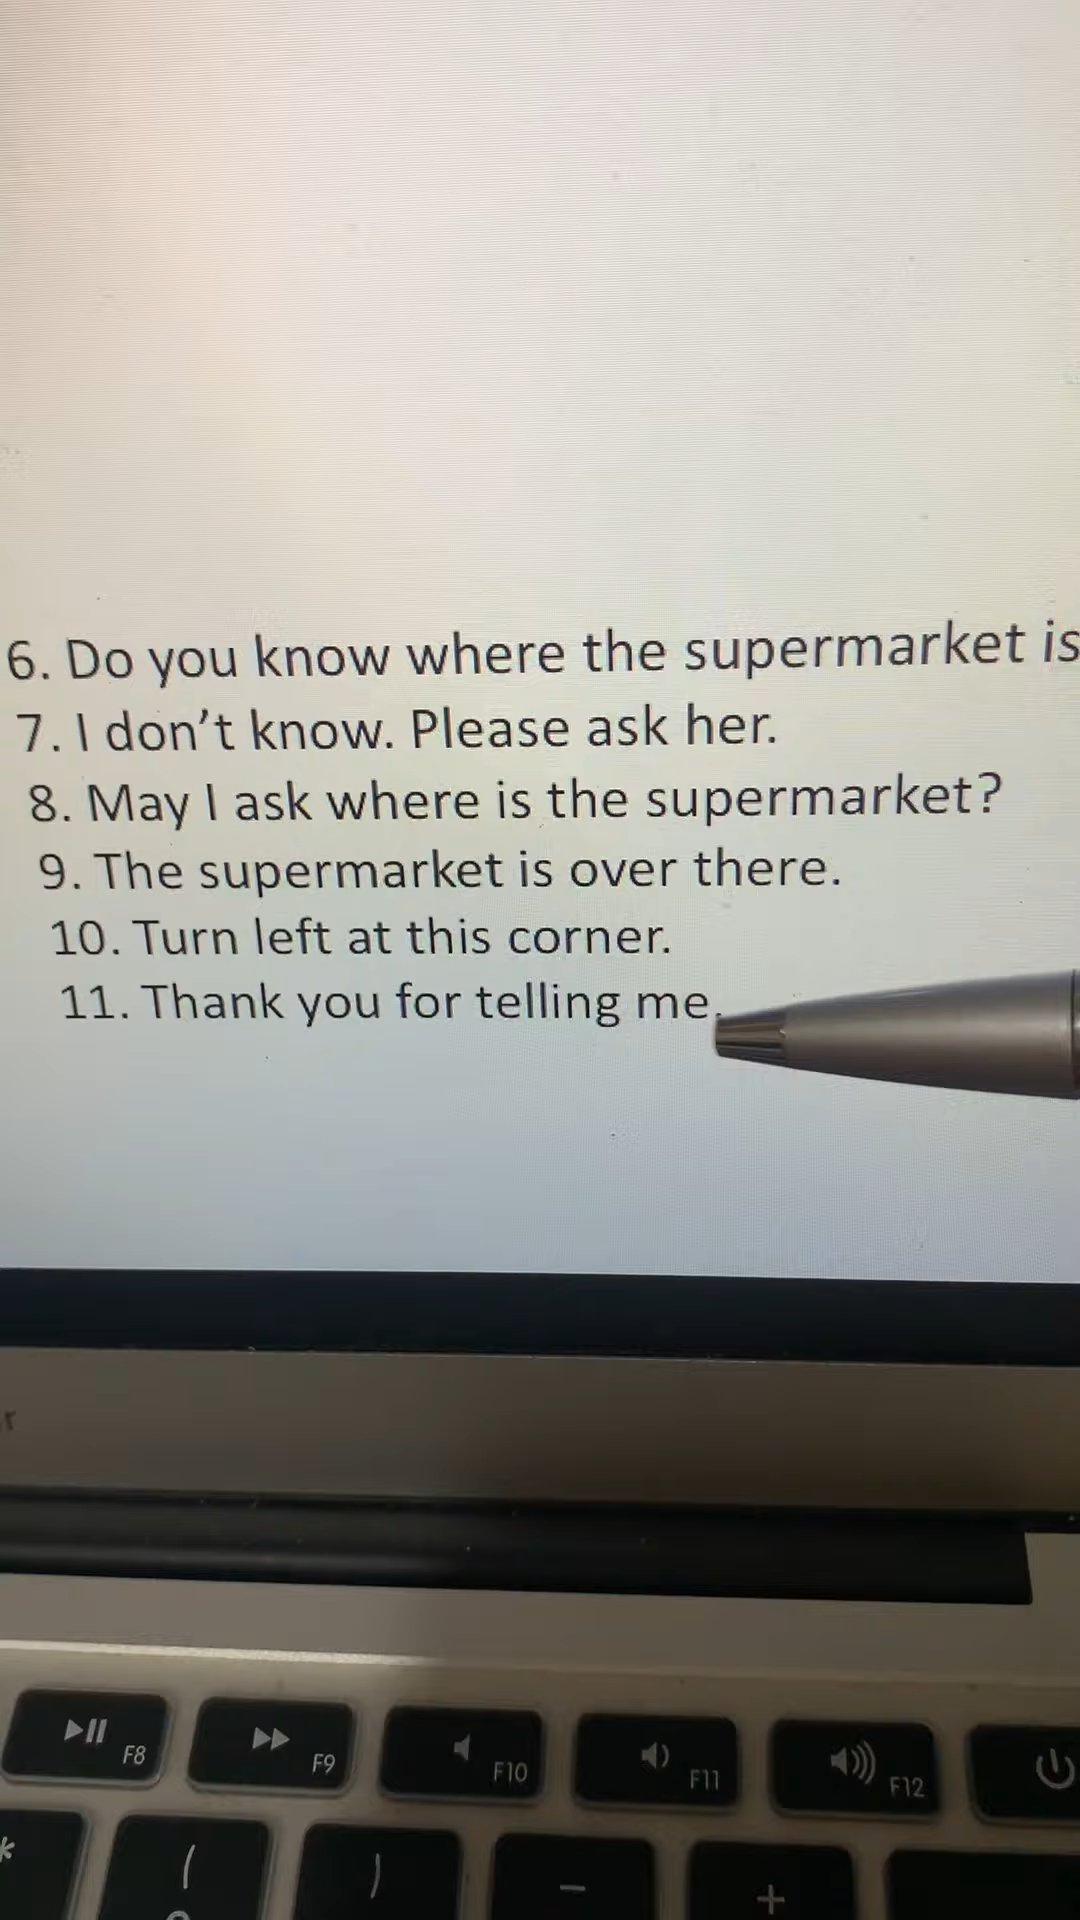 6. Do you know where the supermarket is
7. I don't know. Please ask her.
8. May I ask where is the supermarket?
9. The supermarket is over there.
10. Turn left at this corner.
11. Thank you for telling me.
r
F8
F9
F10
F11
F12
*
(
)
—
+